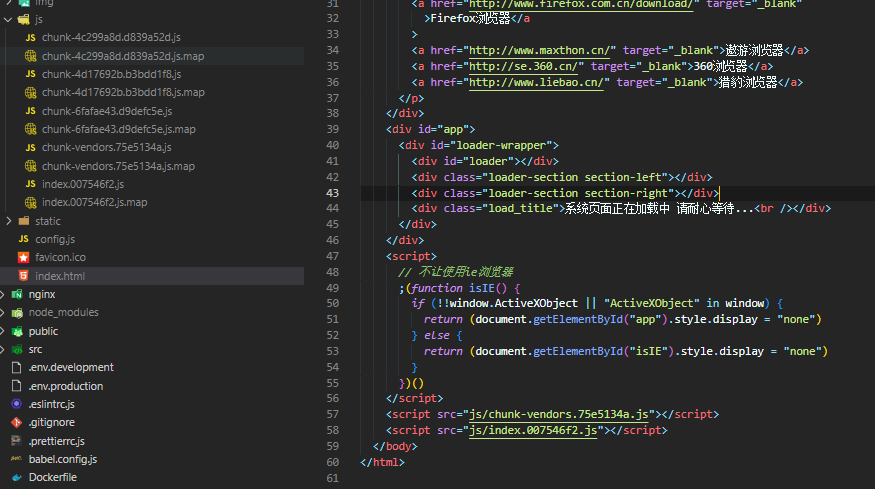 img
js
JS chunk-4c299a8d.d839a52d.js
chunk-4c299a8d.d839a52d.js.map
JS chunk-4d17692b.b3bdd1f8.js
chunk-4d17692b.b3bdd1f8.js.map
JS chunk-6fafae43.d9defc5e.js
chunk-6fafae43.d9defc5e.js.map
JS chunk-vendors.75e5134a.js
chunk-vendors.75e5134a.js.map
JS index.007546f2.js
index.007546f2.js.map
static
JS config.js
favicon.ico
index.html
nginx
node_modules
public
src
.env.development
.env.production
.eslintrc.js
.gitignore
.prettierrc.js
babel.config.js
Dockerfile
31 <a href="http://www.firefox.com.cn/download/" target="_blank"
32 >Firefox浏览器</a
33 >
34 <a href="http://www.maxthon.cn/" target="_blank">遨游浏览器</a>
35 <a href="http://se.360.cn/" target="_blank">360浏览器</a>
36 <a href="http://www.liebao.cn/" target="_blank">猎豹浏览器</a>
37 </p>
38 </div>
39 <div id="app">
40 <div id="loader-wrapper">
41 <div id="loader"></div>
42 <div class="loader-section section-left"></div>
43 <div class="loader-section section-right"></div>
44 <div class="load_title">系统页面正在加载中 请耐心等待...<br /></div>
45 </div>
46 </div>
47 <script>
48 // 不让使用ie浏览器
49 ;(function isIE() {
50 if (!!window.ActiveXObject || "ActiveXObject" in window) {
51 return (document.getElementById("app").style.display = "none")
52 } else {
53 return (document.getElementById("isIE").style.display = "none")
54 }
55 })()
56 </script>
57 <script src="js/chunk-vendors.75e5134a.js"></script>
58 <script src="js/index.007546f2.js"></script>
59 </body>
60 </html>
61